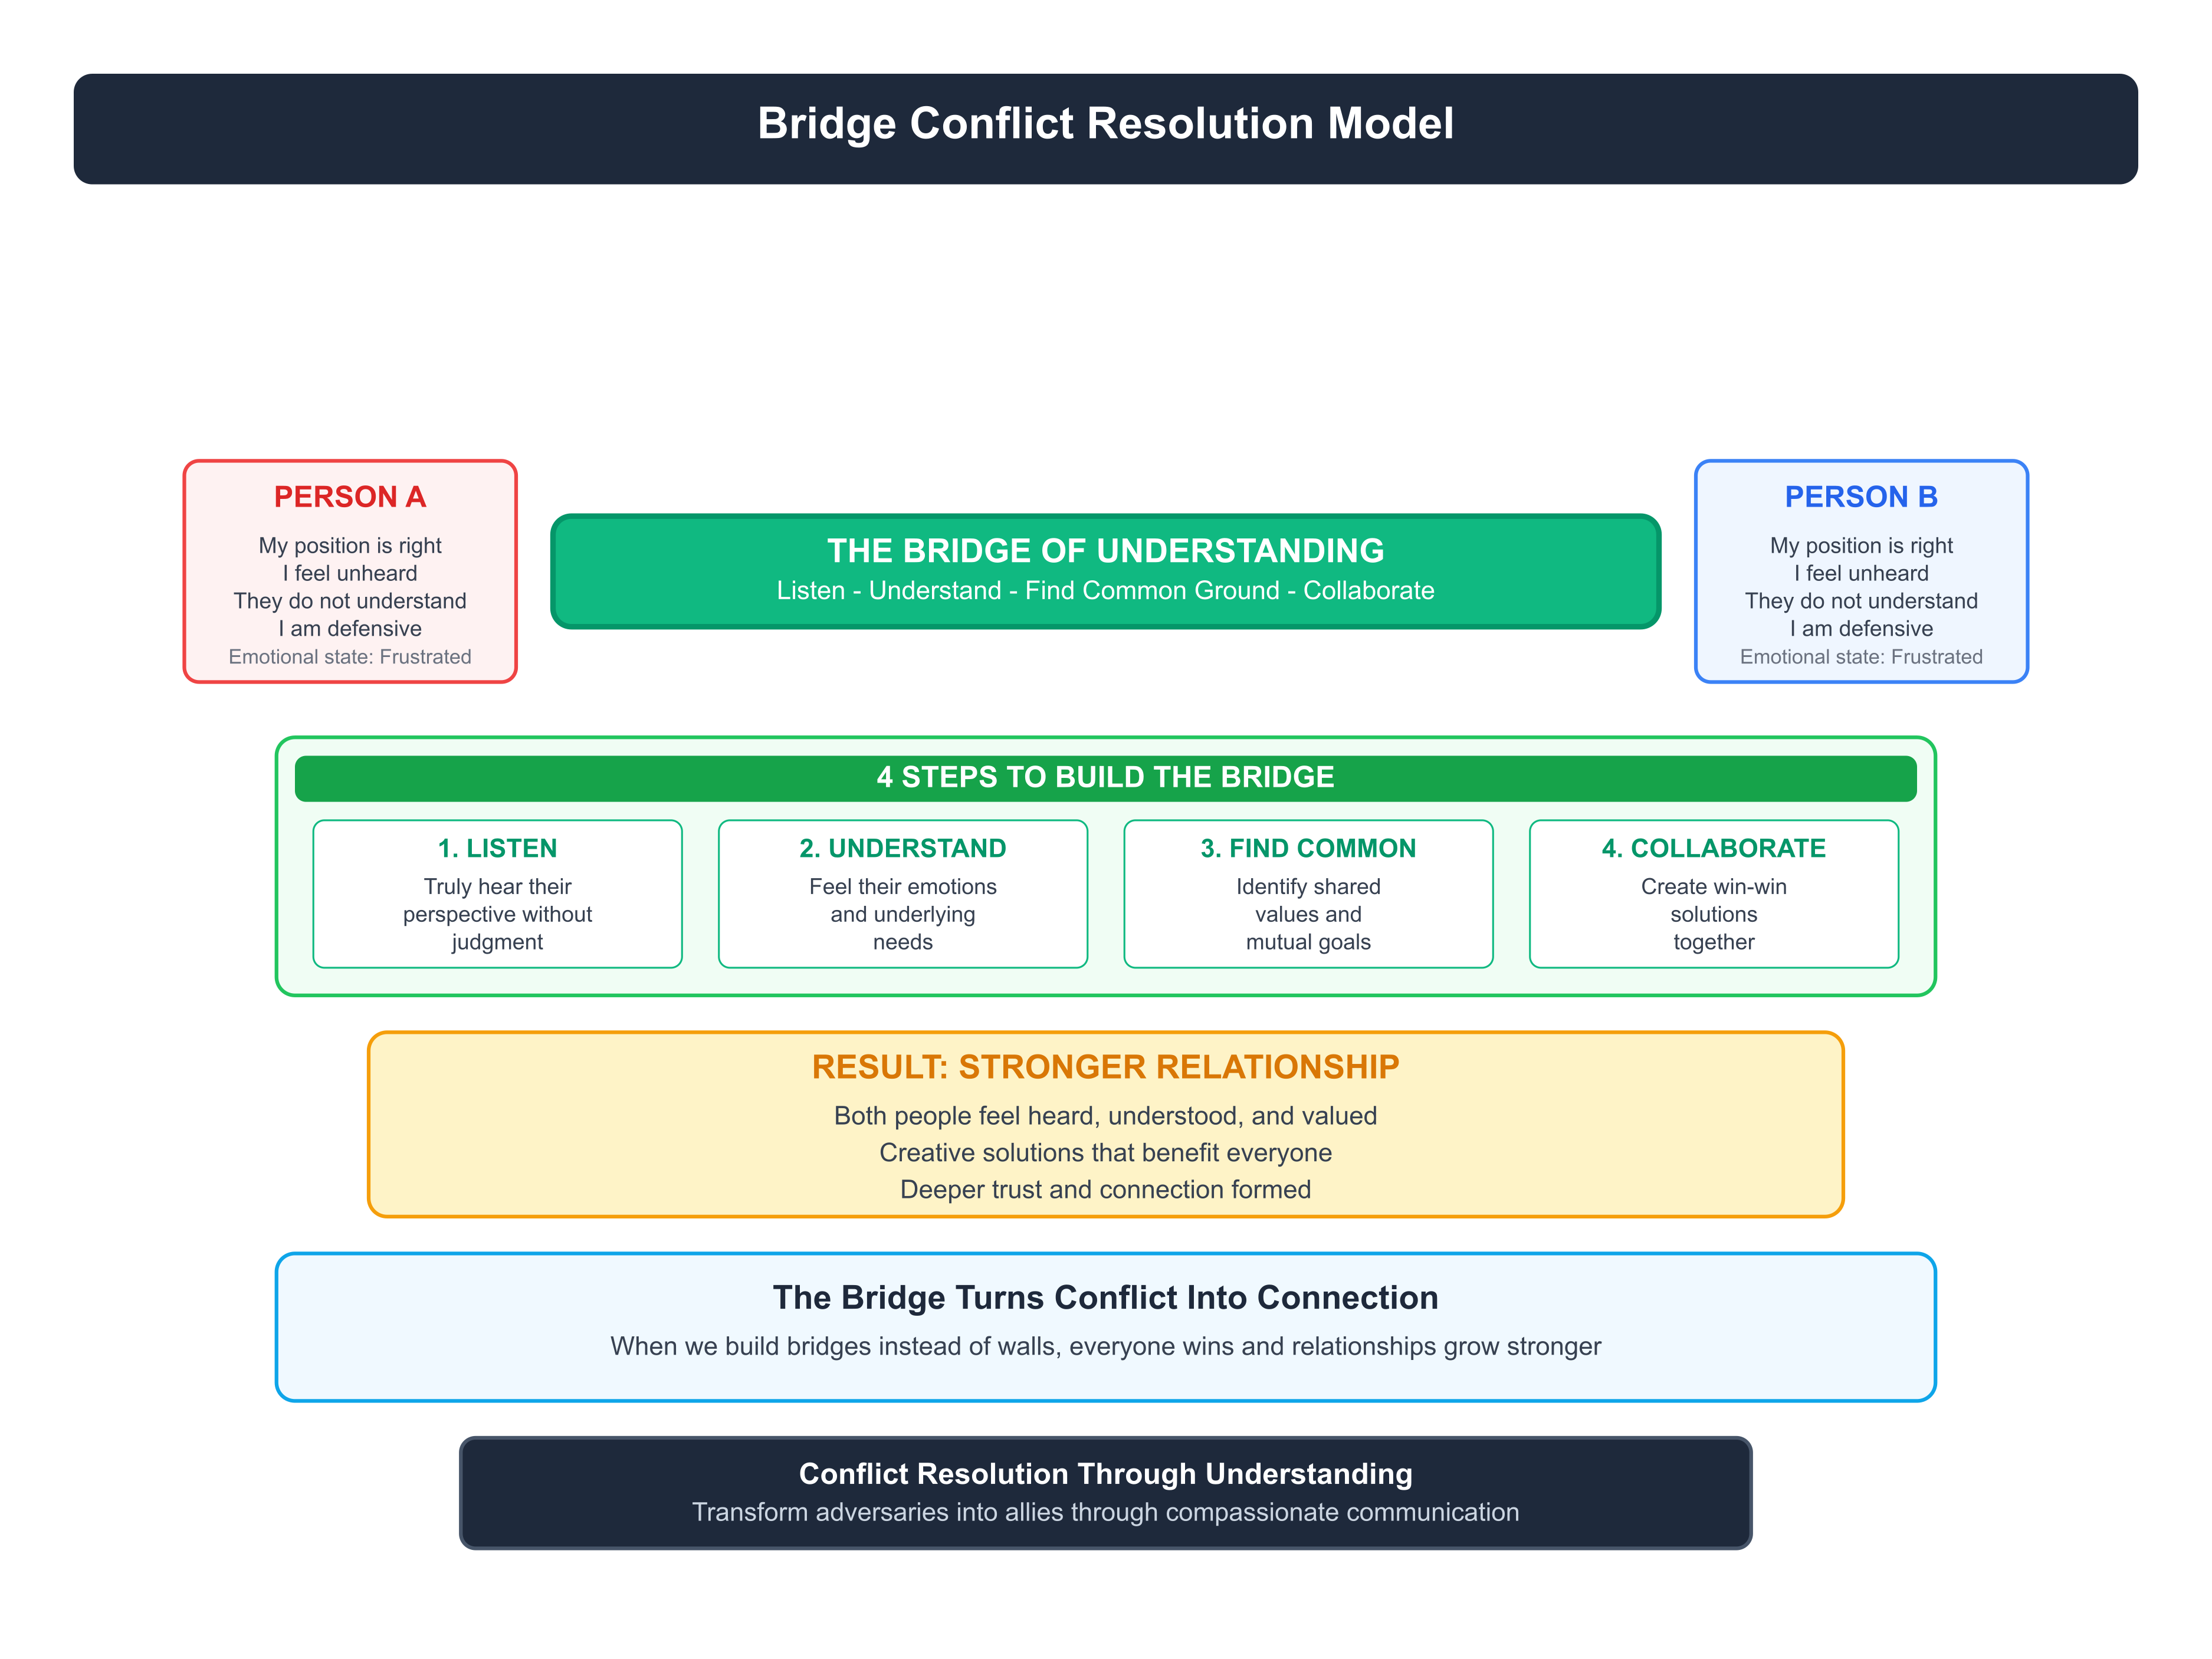 Bridge Conflict Resolution Model
PERSON A
My position is right
I feel unheard
They do not understand
I am defensive
Emotional state: Frustrated
THE BRIDGE OF UNDERSTANDING
Listen - Understand - Find Common Ground - Collaborate
PERSON B
My position is right
I feel unheard
They do not understand
I am defensive
Emotional state: Frustrated
4 STEPS TO BUILD THE BRIDGE
1. LISTEN
Truly hear their
perspective without
judgment
2. UNDERSTAND
Feel their emotions
and underlying
needs
3. FIND COMMON
Identify shared
values and
mutual goals
4. COLLABORATE
Create win-win
solutions
together
RESULT: STRONGER RELATIONSHIP
Both people feel heard, understood, and valued
Creative solutions that benefit everyone
Deeper trust and connection formed
The Bridge Turns Conflict Into Connection
When we build bridges instead of walls, everyone wins and relationships grow stronger
Conflict Resolution Through Understanding
Transform adversaries into allies through compassionate communication